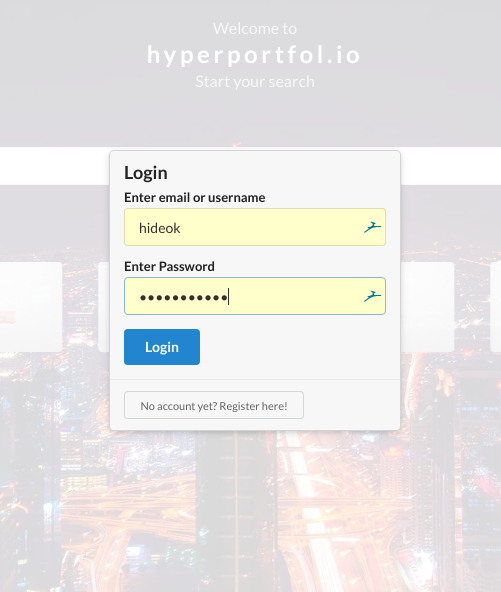 Welcome to
hyperportfol.io
Start your search
Login
Enter email or username
hideok
Enter Password
•••••••••••
Login
No account yet? Register here!